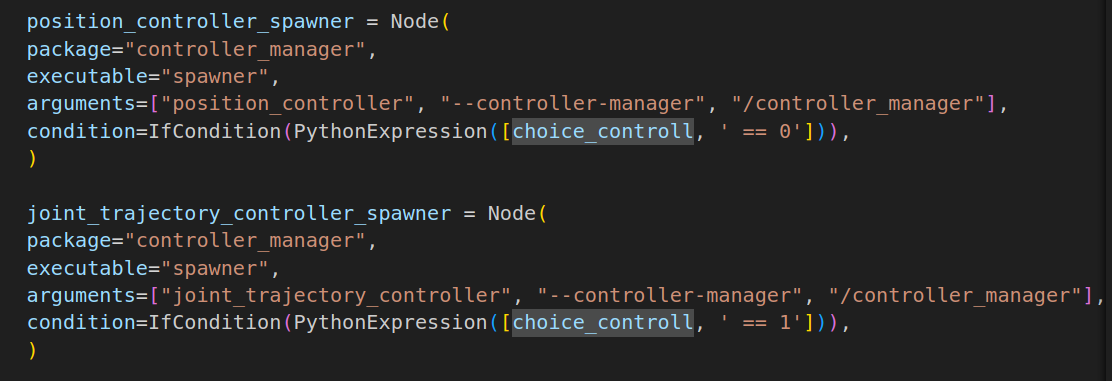 position_controller_spawner = Node(
package="controller_manager",
executable="spawner",
arguments=["position_controller", "--controller-manager", "/controller_manager"],
condition=IfCondition(PythonExpression([choice_controll, ' == 0'])),
)
joint_trajectory_controller_spawner = Node(
package="controller_manager",
executable="spawner",
arguments=["joint_trajectory_controller", "--controller-manager", "/controller_manager"],
condition=IfCondition(PythonExpression([choice_controll, ' == 1'])),
)